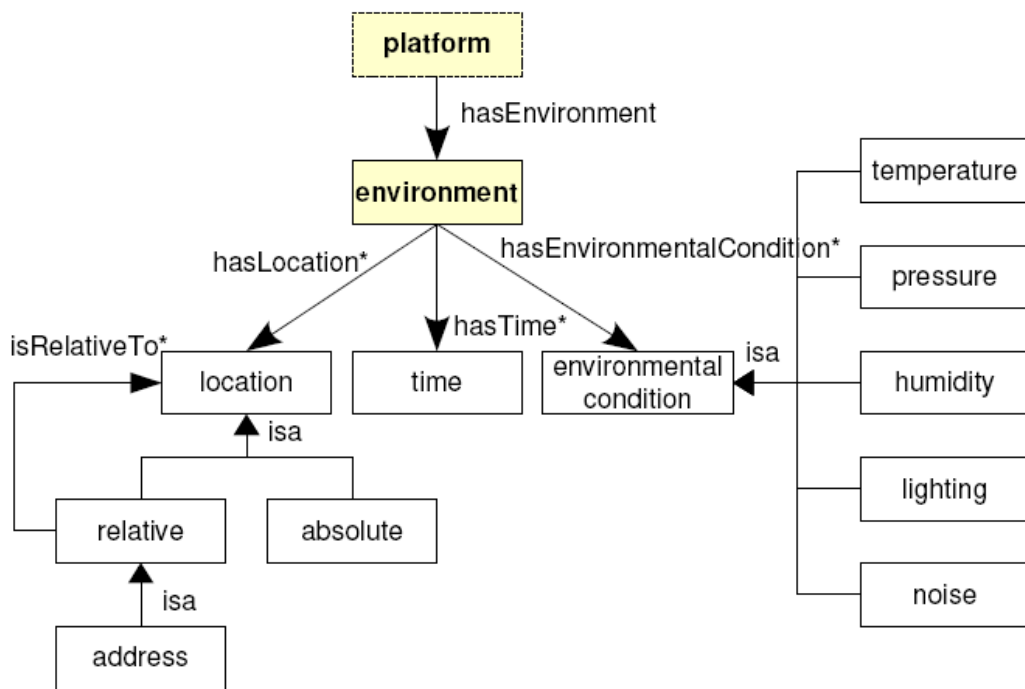 platform
hasEnvironment
environment
temperature
hasLocation*
hasEnvironmentalCondition*
pressure
isRelativeTo*
hasTime*
location
time
environmental
condition
isa
humidity
isa
lighting
relative
absolute
isa
noise
address